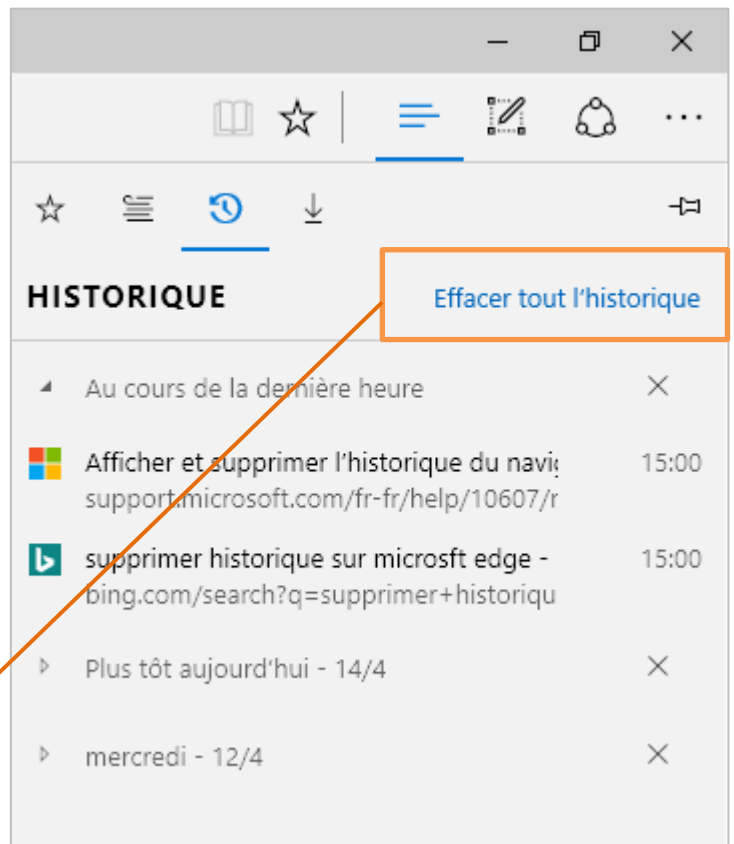 HISTORIQUE Effacer tout l'historique
Au cours de la dernière heure
Afficher et supprimer l'historique du 15:00
support.microsoft.com/fr-fr/help/10607/
supprimer historique sur microsft edge - 15:00
bing.com/search?q=supprimer+historiqu
Plus tôt aujourd'hui - 14/4
mercredi - 12/4